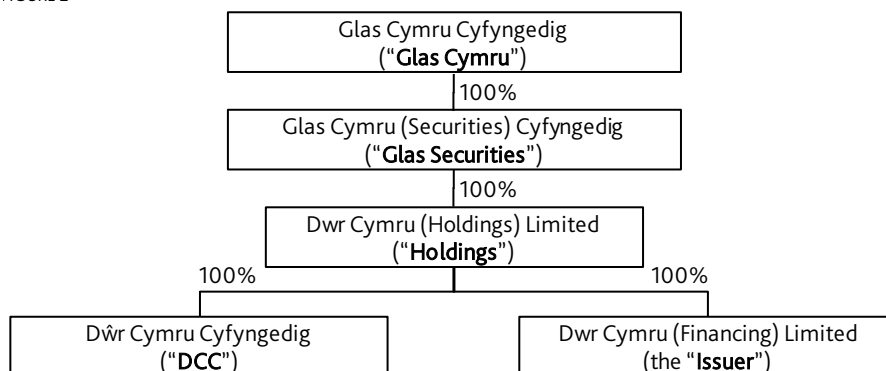 Glas Cymru Cyfyngedig
(“Glas Cymru”)
100%
Glas Cymru (Securities) Cyfyngedig
(“Glas Securities”)
100%
Dwr Cymru (Holdings) Limited
(“Holdings”)
100%
100%
Dŵr Cymru Cyfyngedig
(“DCC”)
Dwr Cymru (Financing) Limited
(the “Issuer”)